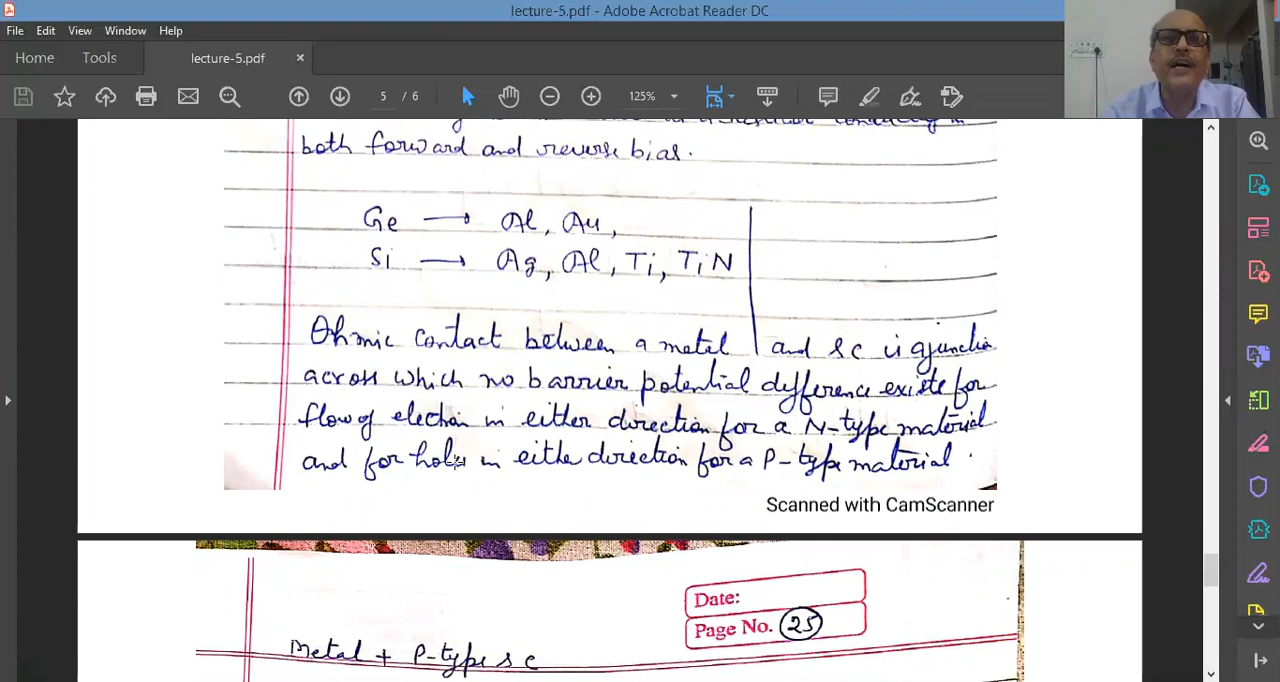 lecture-5.pdf - Adobe Acrobat Reader DC
File Edit View Window Help
Home Tools lecture-5.pdf ×
5 / 6 125%
both forward and reverse bias.
Ge → Al, Au,
Si → Ag, Al, Ti, TiN
Ohmic contact between a metal and sc is ajunction
across which no barrier potential difference exists for
flow of electron in either direction for a N-type material
and for holes in either direction for a P-type material.
Scanned with CamScanner
Date:
Page No. 25
Metal + P-type sc